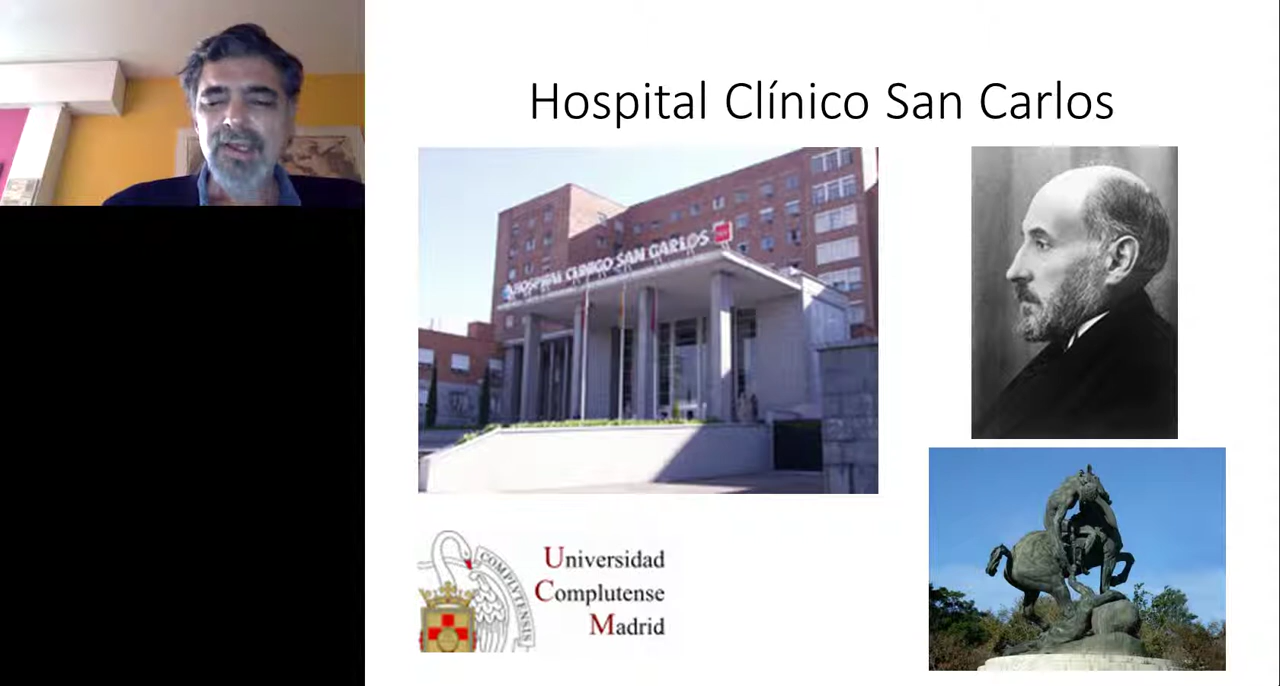 Hospital Clínico San Carlos
HOSPITAL CLINICO SAN CARLOS
COMPLVTENSIS
Universidad
Complutense
Madrid